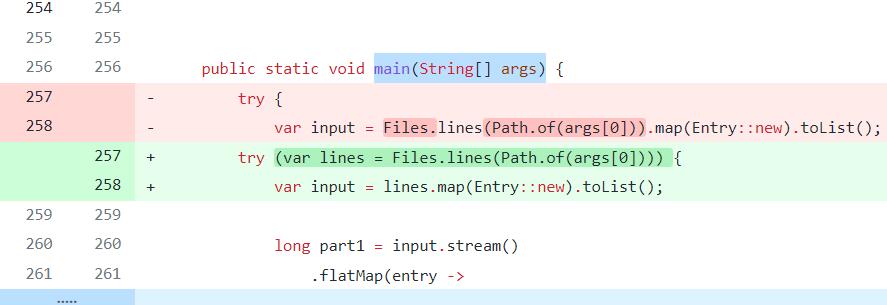 254 254
255 255
256 256 public static void main(String[] args) {
257 - try {
258 - var input = Files.lines(Path.of(args[0])).map(Entry::new).toList();
257 + try (var lines = Files.lines(Path.of(args[0]))) {
258 + var input = lines.map(Entry::new).toList();
259 259
260 260 long part1 = input.stream()
261 261 .flatMap(entry ->
.....